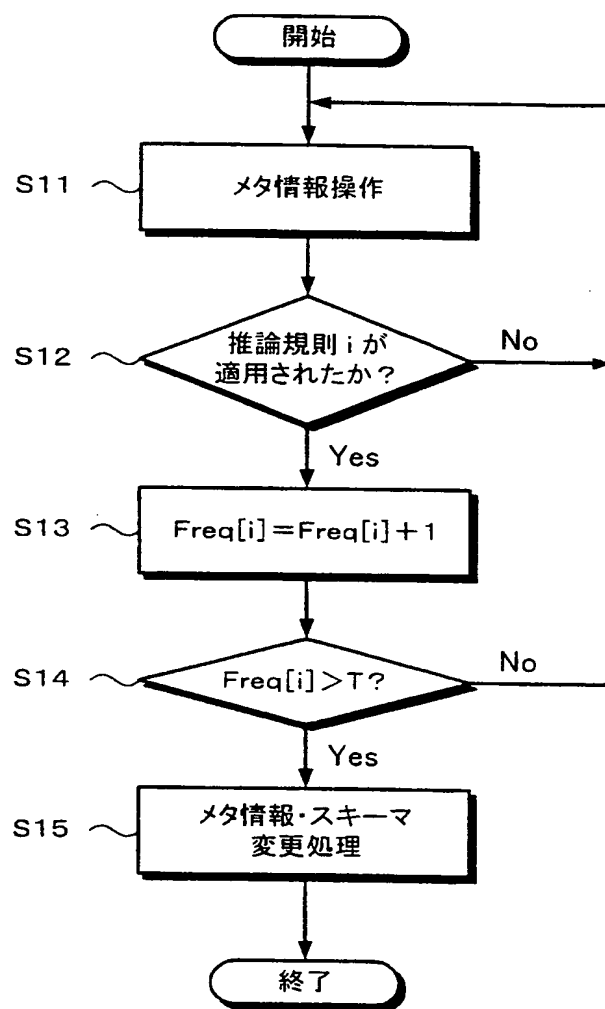 開始
S11
メタ情報操作
S12
推論規則 i が
適用されたか?
No
Yes
S13
Freq[i]=Freq[i]+1
S14
Freq[i]>T?
No
Yes
S15
メタ情報・スキーマ
変更処理
終了